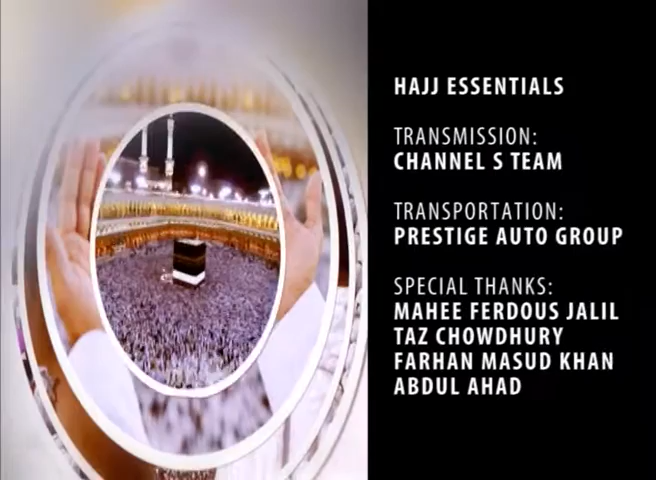 HAJJ ESSENTIALS
TRANSMISSION:
CHANNEL S TEAM
TRANSPORTATION:
PRESTIGE AUTO GROUP
SPECIAL THANKS:
MAHEE FERDOUS JALIL
TAZ CHOWDHURY
FARHAN MASUD KHAN
ABDUL AHAD